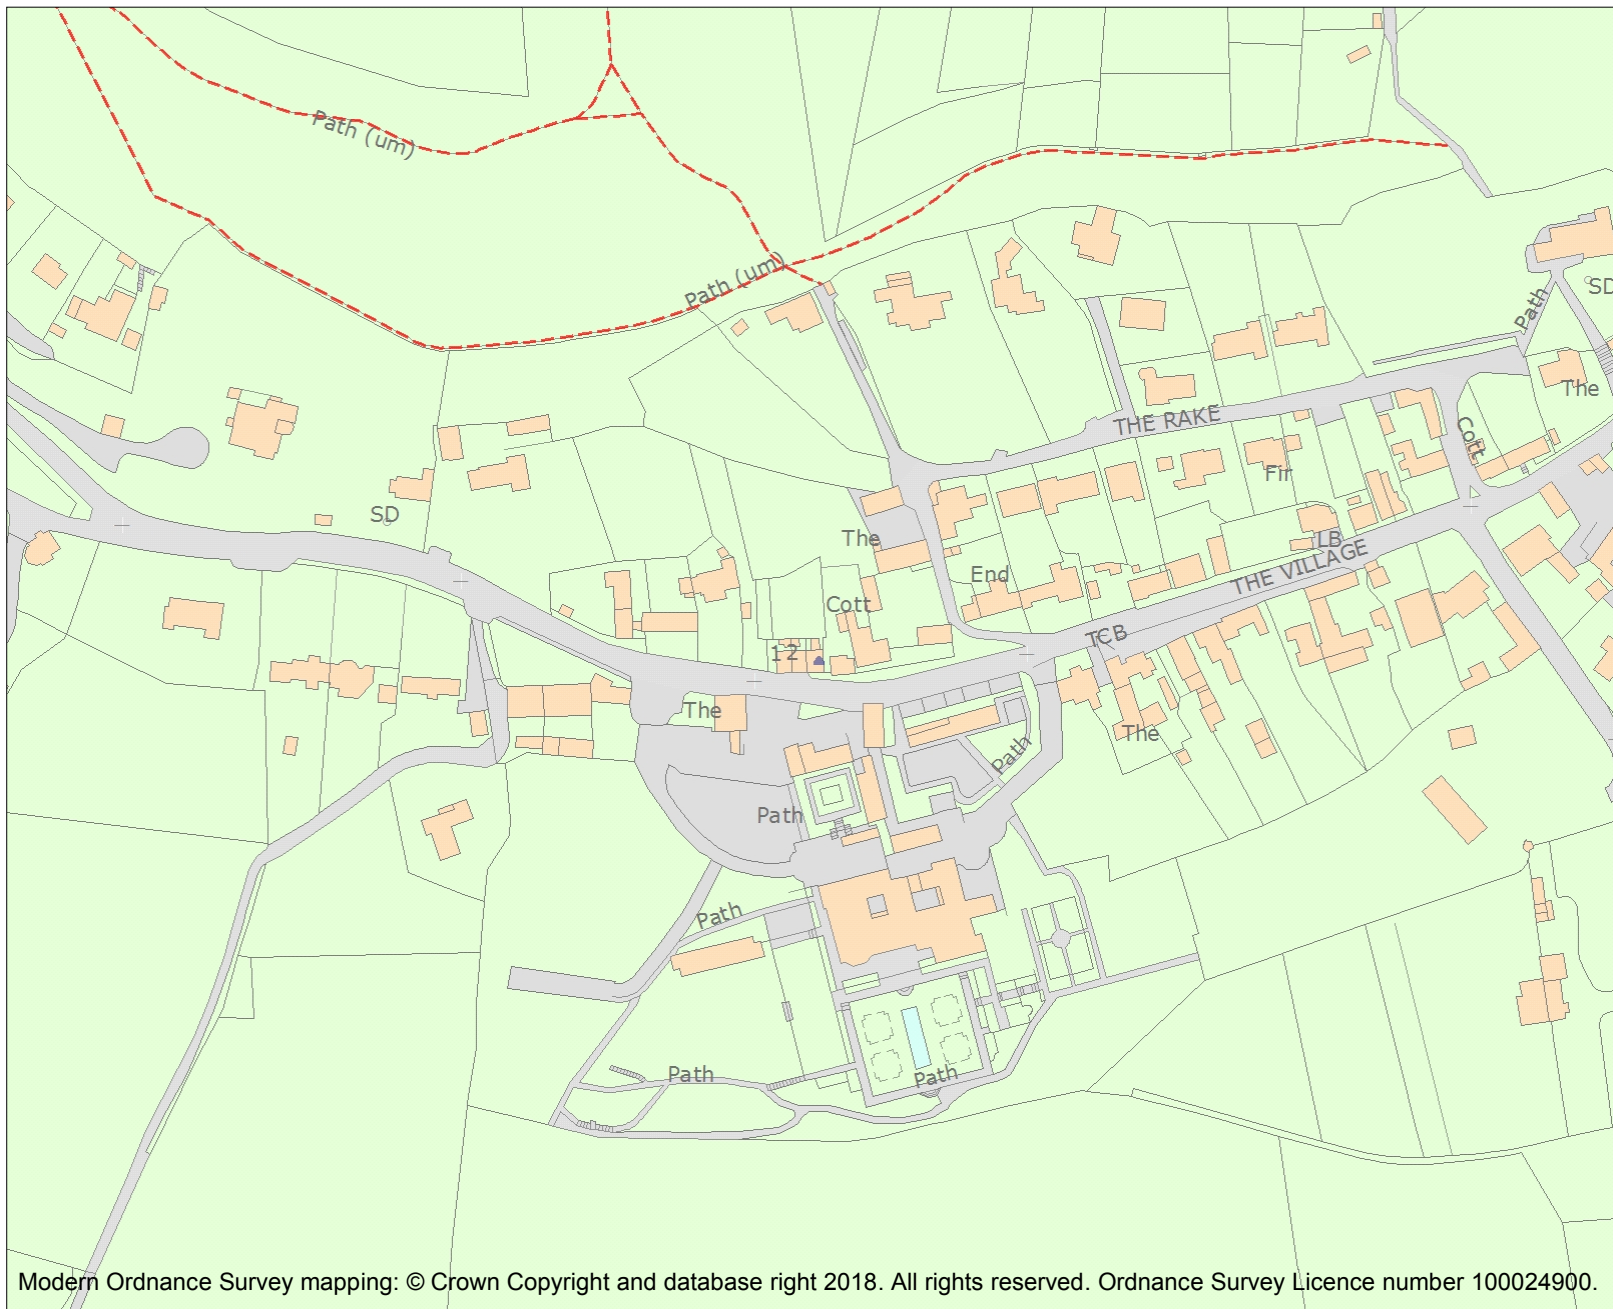 Path (um)
Path (um)
Path
SD
The
THE RAKE
Cott
Fir
SD
The
LB
End
THE VILLAGE
Cott
TCB
12
The
The
Path
Path
Path
Path
Path
Modern Ordnance Survey mapping: © Crown Copyright and database right 2018. All rights reserved. Ordnance Survey Licence number 100024900.